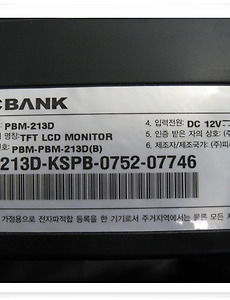 CBANK
: PBM-213D
비 명칭: TFT LCD MONITOR
: PBM-PBM-213D(B)
4. 입력전원: DC 12V
5. 인증 받은 자의 상호: (주
6. 제조자/제조국가: (주)피
213D-KSPB-0752-07746
가정용으로 전자파적합 등록을 한 기기로서 주거지역에서는 물론